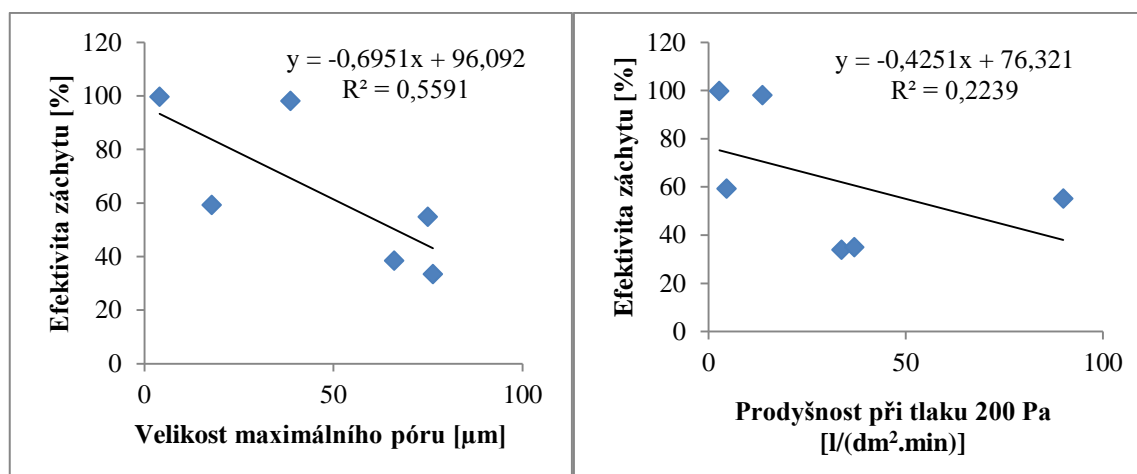 y = -0,6951x + 96,092
R² = 0,5591
120
100
80
60
40
20
0
0
50
100
Efektivita záchytu [%]
Velikost maximálního póru [µm]
y = -0,4251x + 76,321
R² = 0,2239
120
100
80
60
40
20
0
0
50
100
Efektivita záchytu [%]
Prodyšnost při tlaku 200 Pa
[l/(dm².min)]